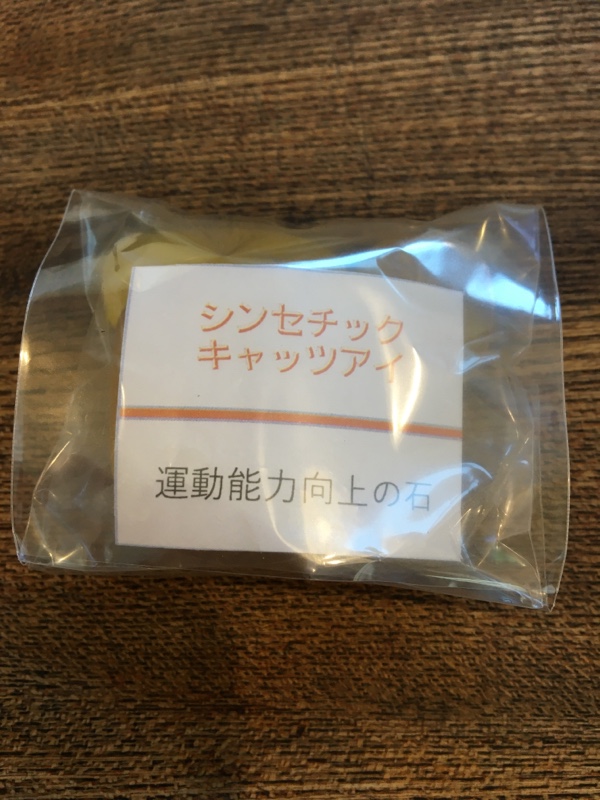 シンセチック
キャッツアイ
運動能力向上の石